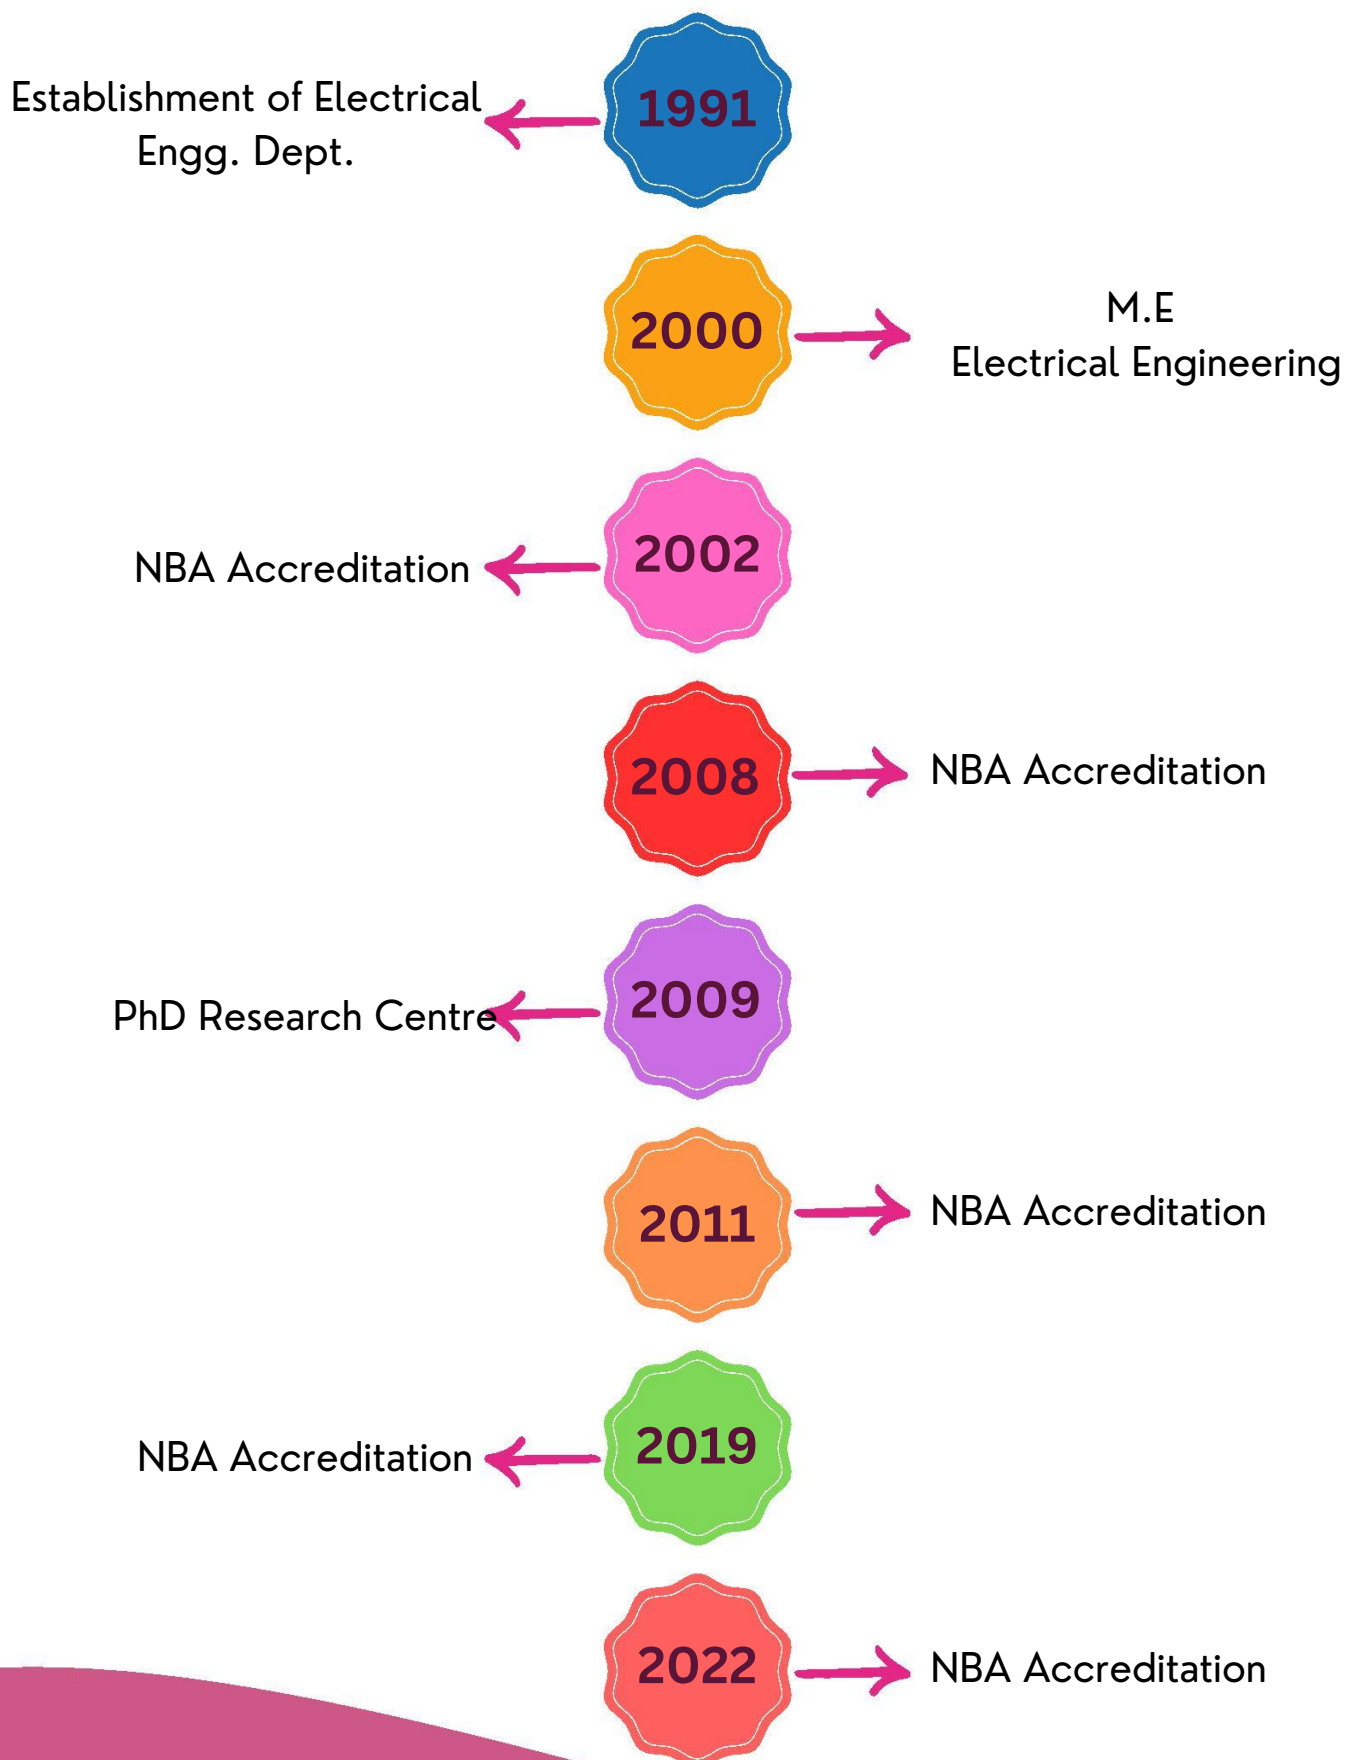 Establishment of Electrical
Engg. Dept.
1991
2000
M.E
Electrical Engineering
NBA Accreditation
2002
2008
NBA Accreditation
PhD Research Centre
2009
2011
NBA Accreditation
NBA Accreditation
2019
2022
NBA Accreditation